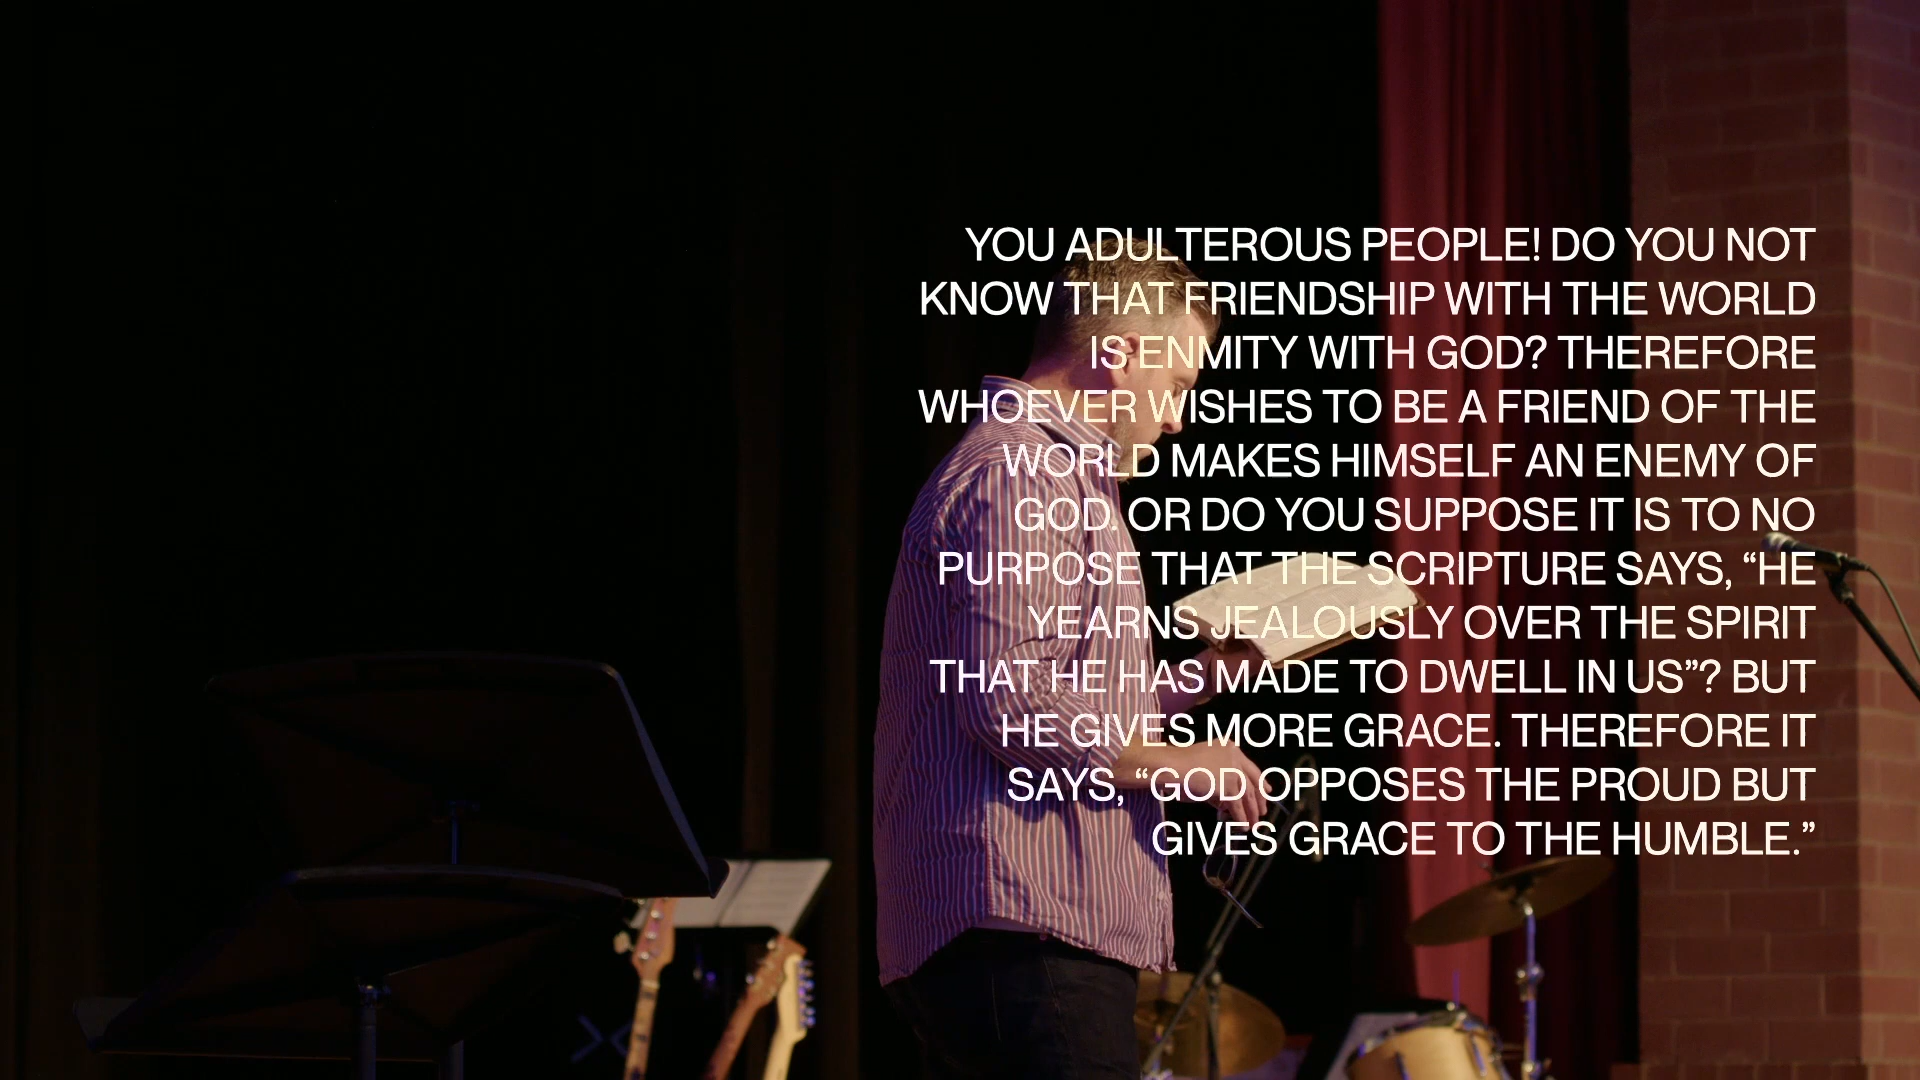 YOU ADULTEROUS PEOPLE! DO YOU NOT
KNOW THAT FRIENDSHIP WITH THE WORLD
IS ENMITY WITH GOD? THEREFORE
WHOEVER WISHES TO BE A FRIEND OF THE
WORLD MAKES HIMSELF AN ENEMY OF
GOD. OR DO YOU SUPPOSE IT IS TO NO
PURPOSE THAT THE SCRIPTURE SAYS, “HE
YEARNS JEALOUSLY OVER THE SPIRIT
THAT HE HAS MADE TO DWELL IN US”? BUT
HE GIVES MORE GRACE. THEREFORE IT
SAYS, “GOD OPPOSES THE PROUD BUT
GIVES GRACE TO THE HUMBLE.”